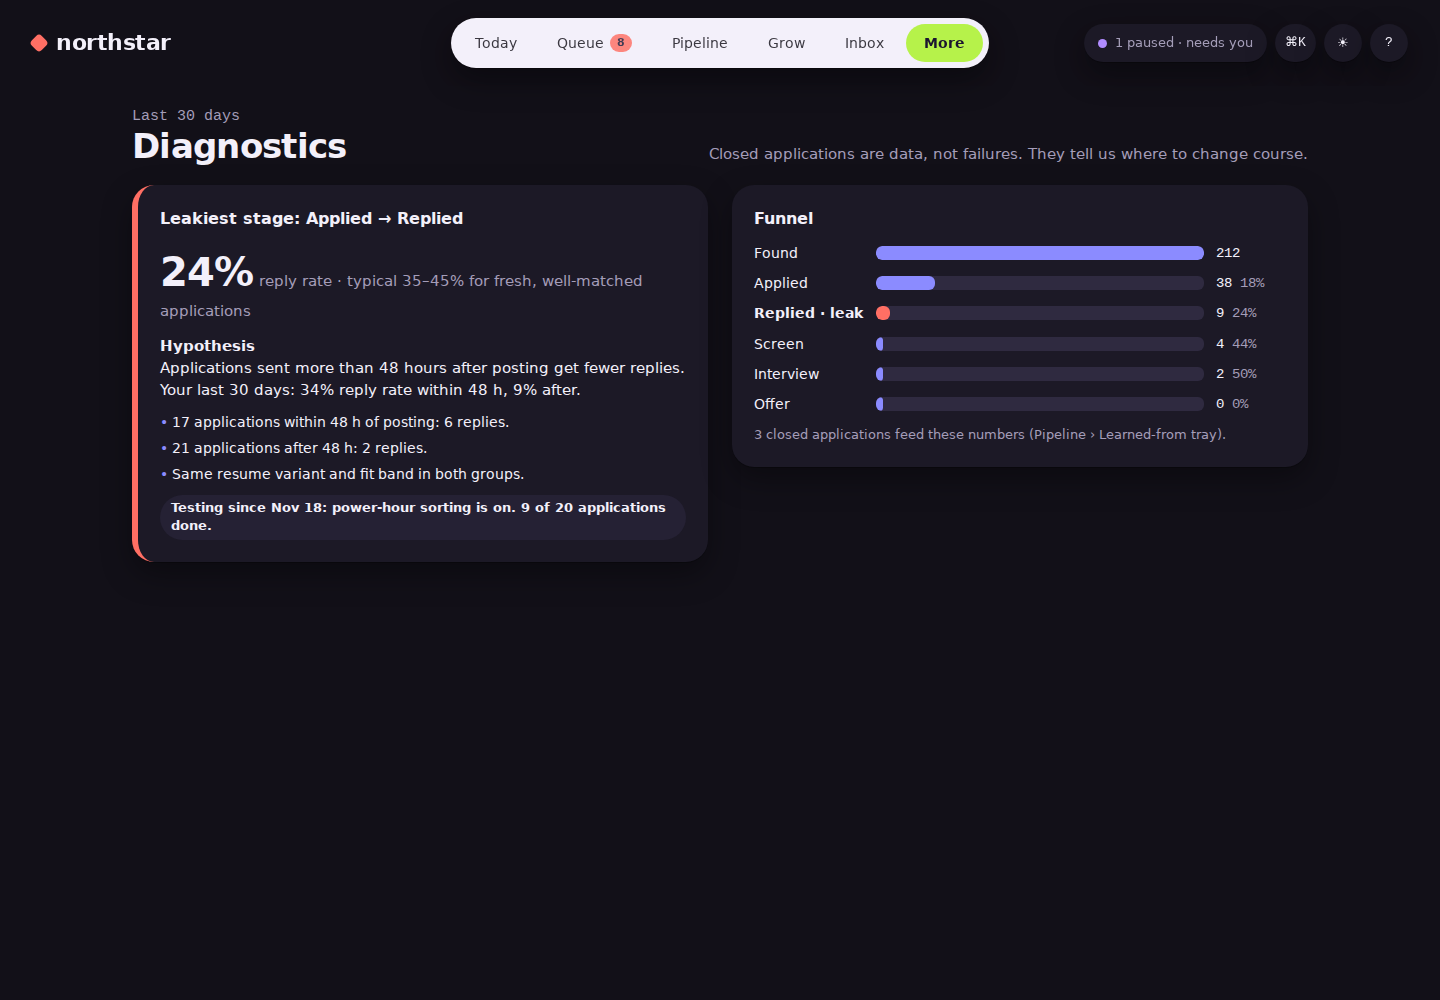 northstar
Today
Queue 8
Pipeline
Grow
Inbox
More
1 paused · needs you
⌘K
☀
?
Last 30 days
Diagnostics
Closed applications are data, not failures. They tell us where to change course.
Leakiest stage: Applied → Replied
24% reply rate · typical 35–45% for fresh, well-matched
applications
Hypothesis
Applications sent more than 48 hours after posting get fewer replies.
Your last 30 days: 34% reply rate within 48 h, 9% after.
• 17 applications within 48 h of posting: 6 replies.
• 21 applications after 48 h: 2 replies.
• Same resume variant and fit band in both groups.
Testing since Nov 18: power-hour sorting is on. 9 of 20 applications
done.
Funnel
Found 212
Applied 38 18%
Replied · leak 9 24%
Screen 4 44%
Interview 2 50%
Offer 0 0%
3 closed applications feed these numbers (Pipeline › Learned-from tray).